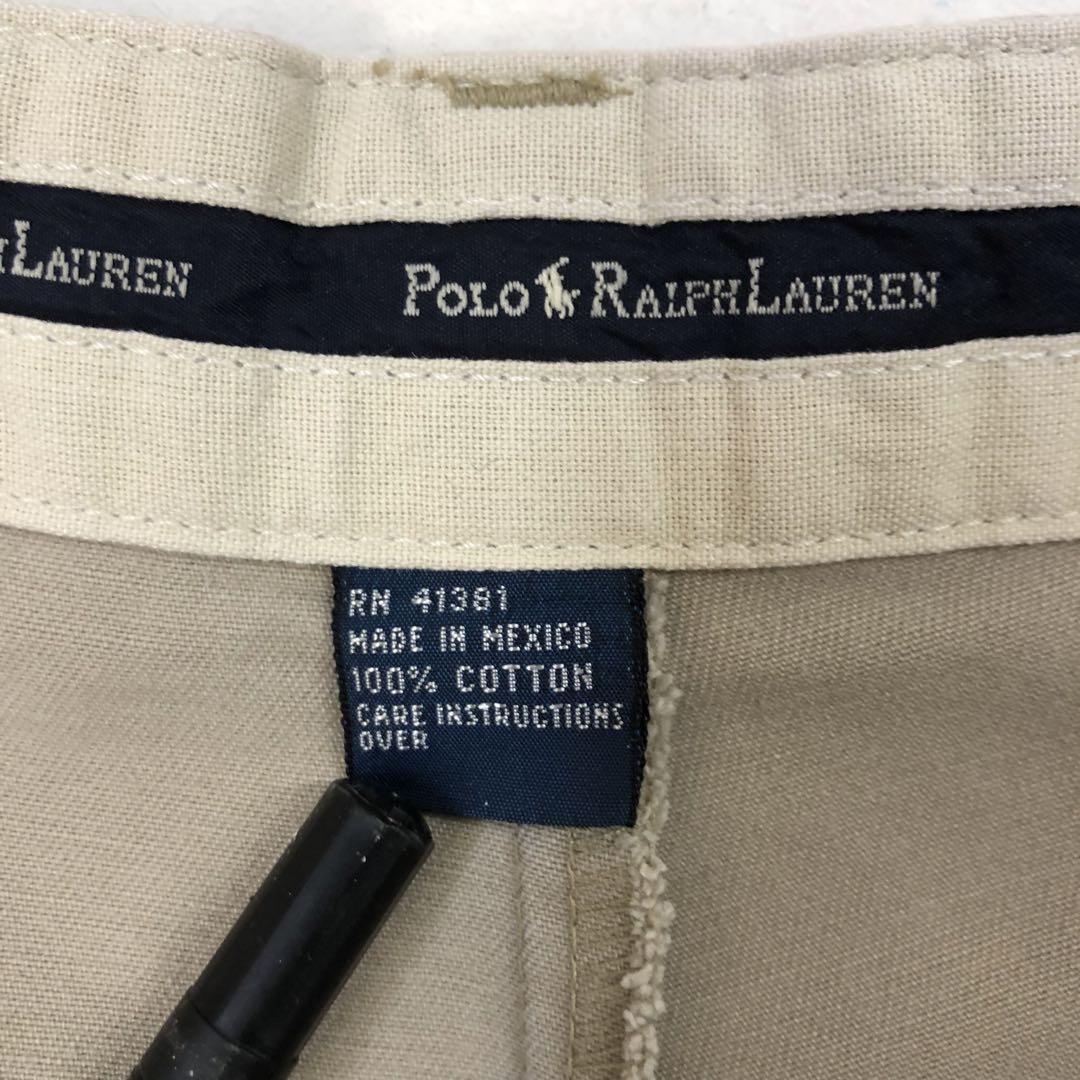 LAUREN POLO RALPH LAUREN
RN 41381
MADE IN MEXICO
100% COTTON
CARE INSTRUCTIONS
OVER